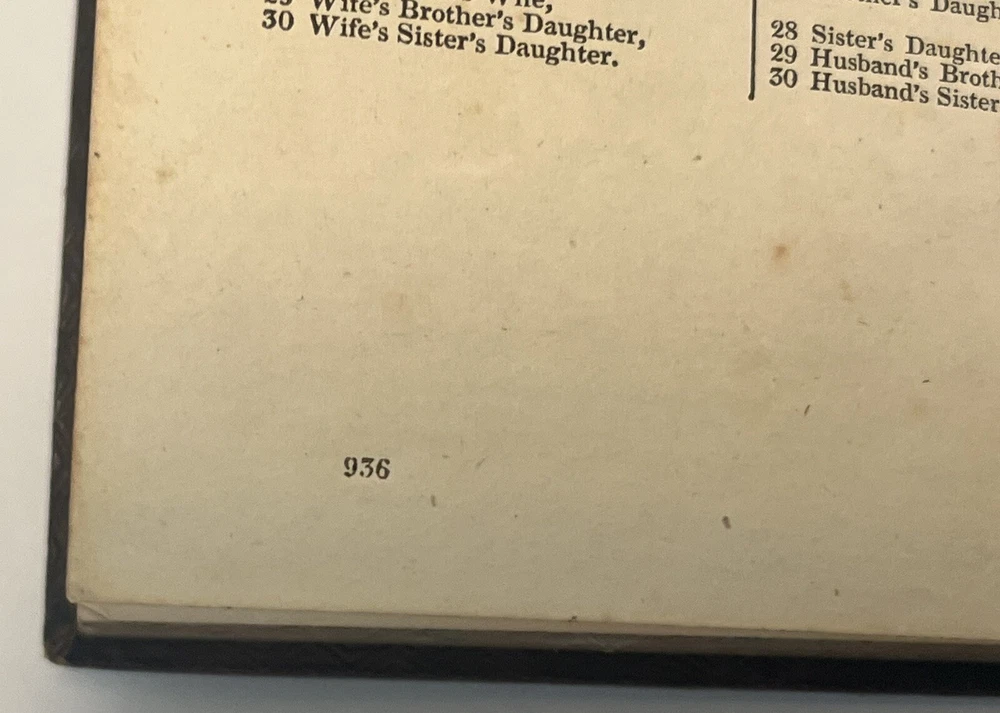 Wife's Brother's Daughter,
30 Wife's Sister's Daughter.
28 Sister's Daughte
29 Husband's Broth
30 Husband's Sister
936